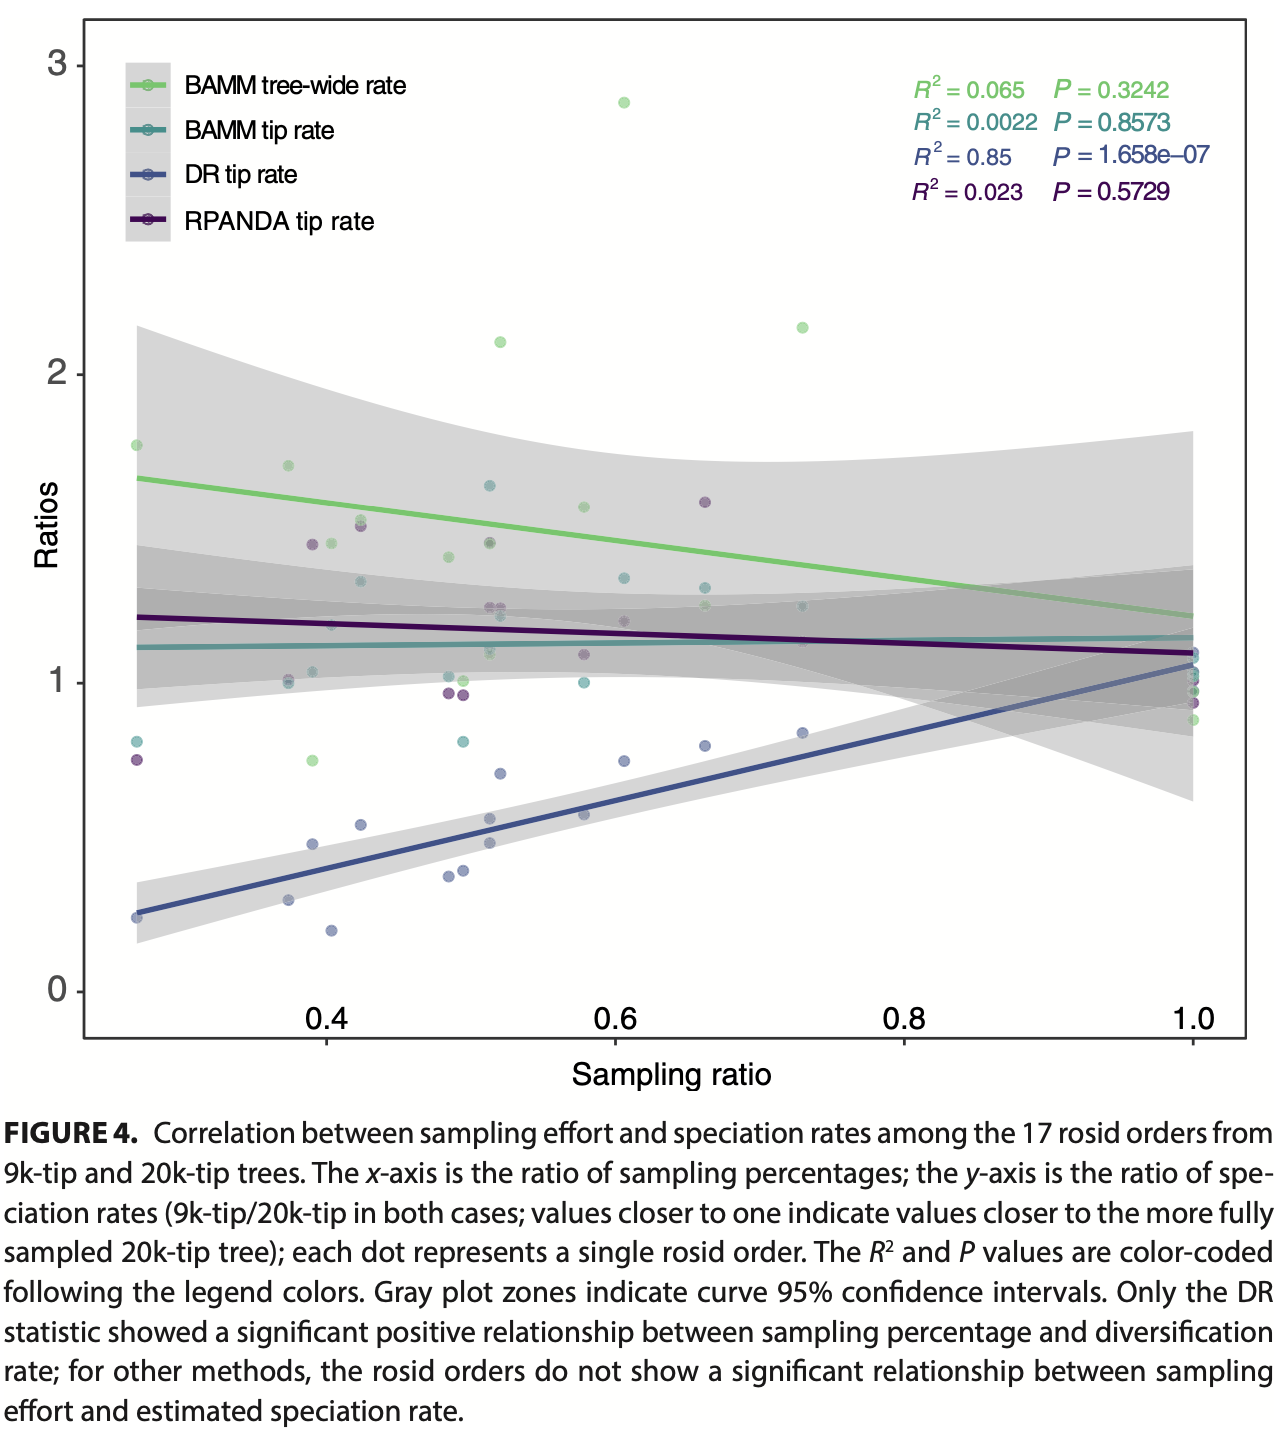 3
2
1
0
Ratios
BAMM tree-wide rate
BAMM tip rate
DR tip rate
RPANDA tip rate
R² = 0.065 P = 0.3242
R² = 0.0022 P = 0.8573
R² = 0.85 P = 1.658e–07
R² = 0.023 P = 0.5729
0.4 0.6 0.8 1.0
Sampling ratio
FIGURE 4. Correlation between sampling effort and speciation rates among the 17 rosid orders from
9k-tip and 20k-tip trees. The x-axis is the ratio of sampling percentages; the y-axis is the ratio of spe-
ciation rates (9k-tip/20k-tip in both cases; values closer to one indicate values closer to the more fully
sampled 20k-tip tree); each dot represents a single rosid order. The R² and P values are color-coded
following the legend colors. Gray plot zones indicate curve 95% confidence intervals. Only the DR
statistic showed a significant positive relationship between sampling percentage and diversification
rate; for other methods, the rosid orders do not show a significant relationship between sampling
effort and estimated speciation rate.